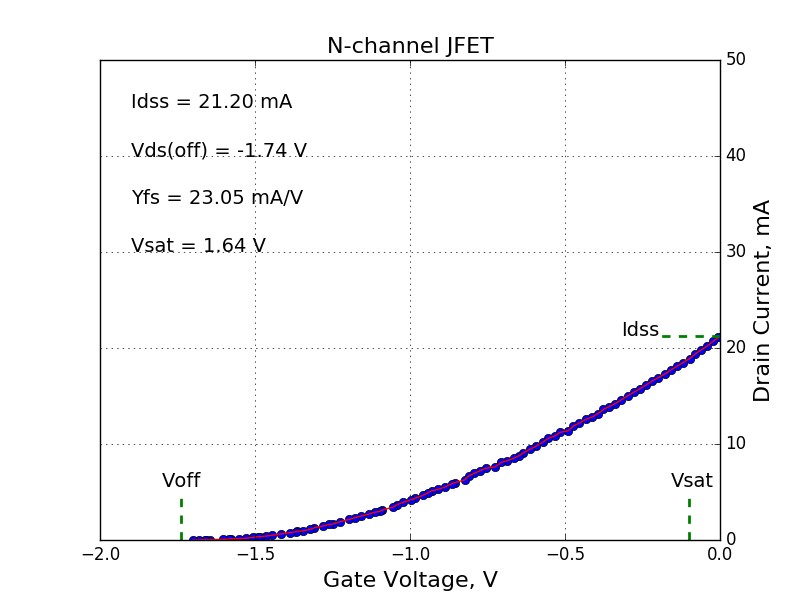 N-channel JFET
Idss = 21.20 mA
Vds(off) = -1.74 V
Yfs = 23.05 mA/V
Vsat = 1.64 V
Idss
Voff
Vsat
50
40
30
20
10
0
Drain Current, mA
−2.0 −1.5 −1.0 −0.5 0.0
Gate Voltage, V